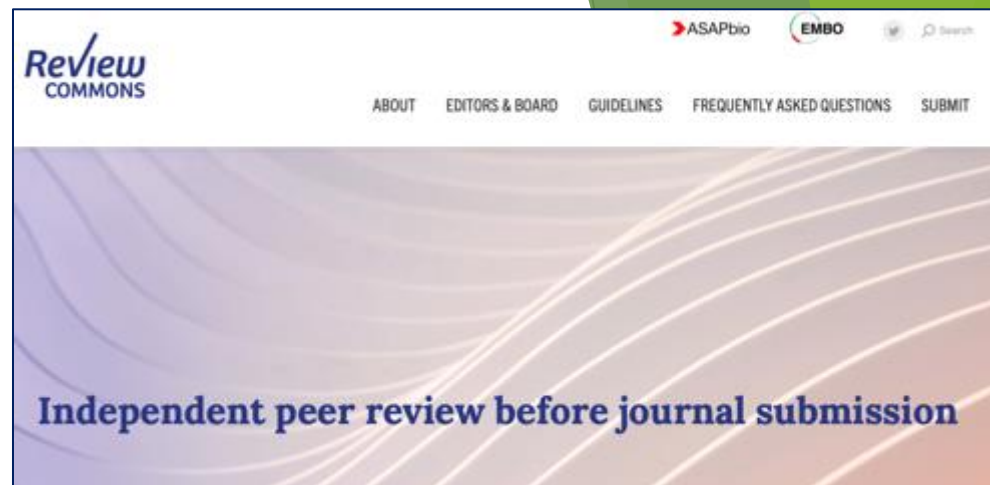 ASAPbio EMBO Search
Review
COMMONS
ABOUT EDITORS & BOARD GUIDELINES FREQUENTLY ASKED QUESTIONS SUBMIT
Independent peer review before journal submission